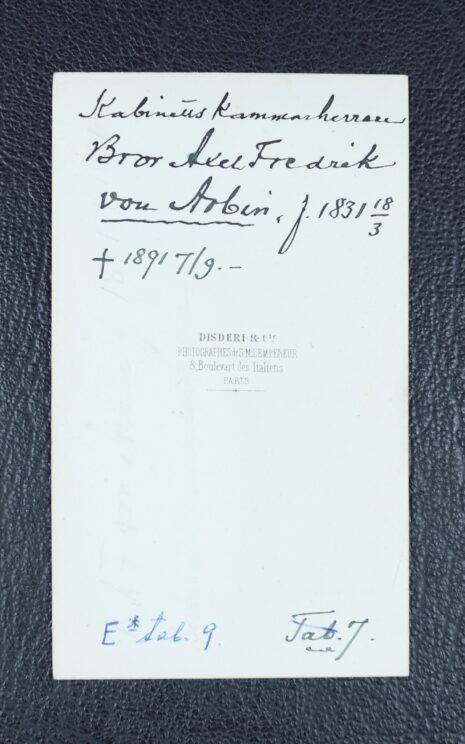 Kabinetts Kammarherren
Bror Axel Fredrik
von Arbin, f. 1831 18/3
† 1891 7/9. –
DISDERI & Cie
PHOTOGRAPHES de S.M. L'EMPEREUR
8, Boulevart des Italiens
PARIS
tab. 9.
Tab. 7.